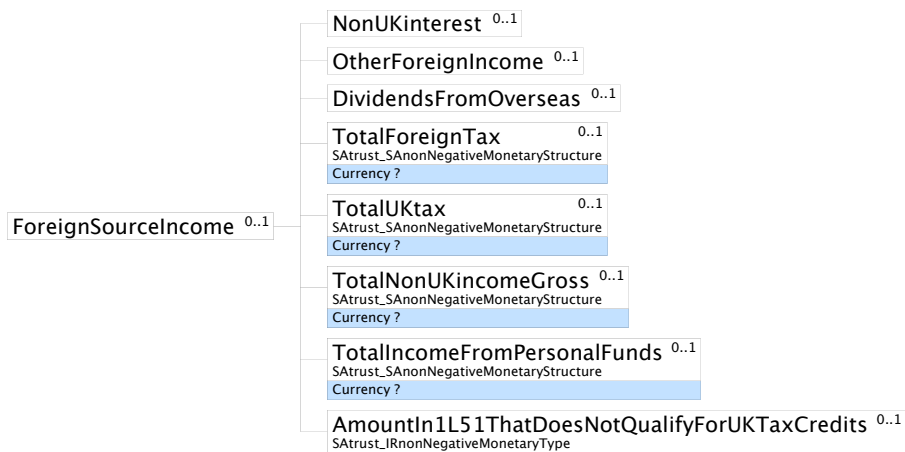 NonUKinterest 0..1
OtherForeignIncome 0..1
DividendsFromOverseas 0..1
TotalForeignTax 0..1
SAtrust_SAnonNegativeMonetaryStructure
Currency ?
ForeignSourceIncome 0..1
TotalUKtax 0..1
SAtrust_SAnonNegativeMonetaryStructure
Currency ?
TotalNonUKincomeGross 0..1
SAtrust_SAnonNegativeMonetaryStructure
Currency ?
TotalIncomeFromPersonalFunds 0..1
SAtrust_SAnonNegativeMonetaryStructure
Currency ?
AmountIn1L51ThatDoesNotQualifyForUKTaxCredits 0..1
SAtrust_IRnonNegativeMonetaryType